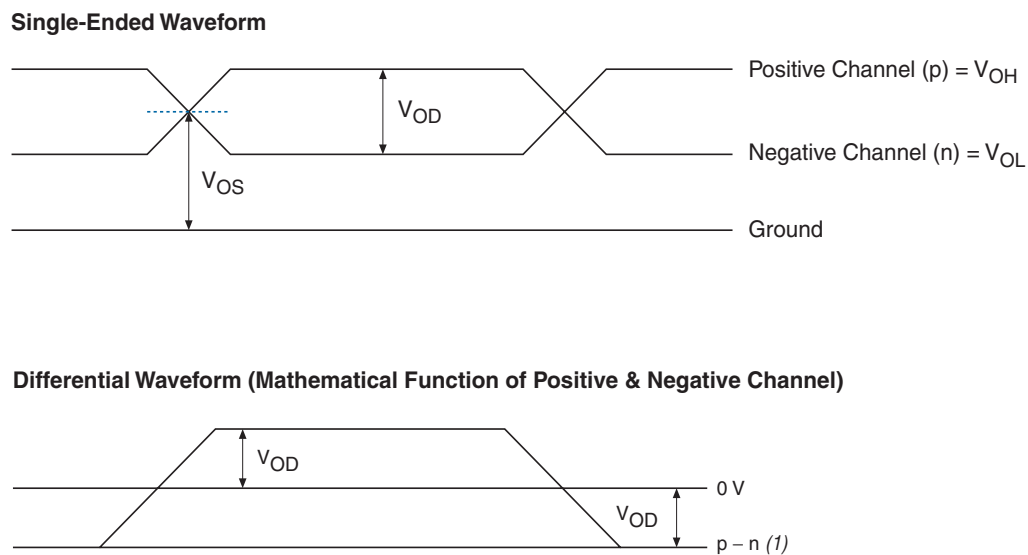 Single-Ended Waveform
Positive Channel (p) = VOH
VOD
Negative Channel (n) = VOL
VOS
Ground
Differential Waveform (Mathematical Function of Positive & Negative Channel)
VOD
0 V
VOD
p − n (1)